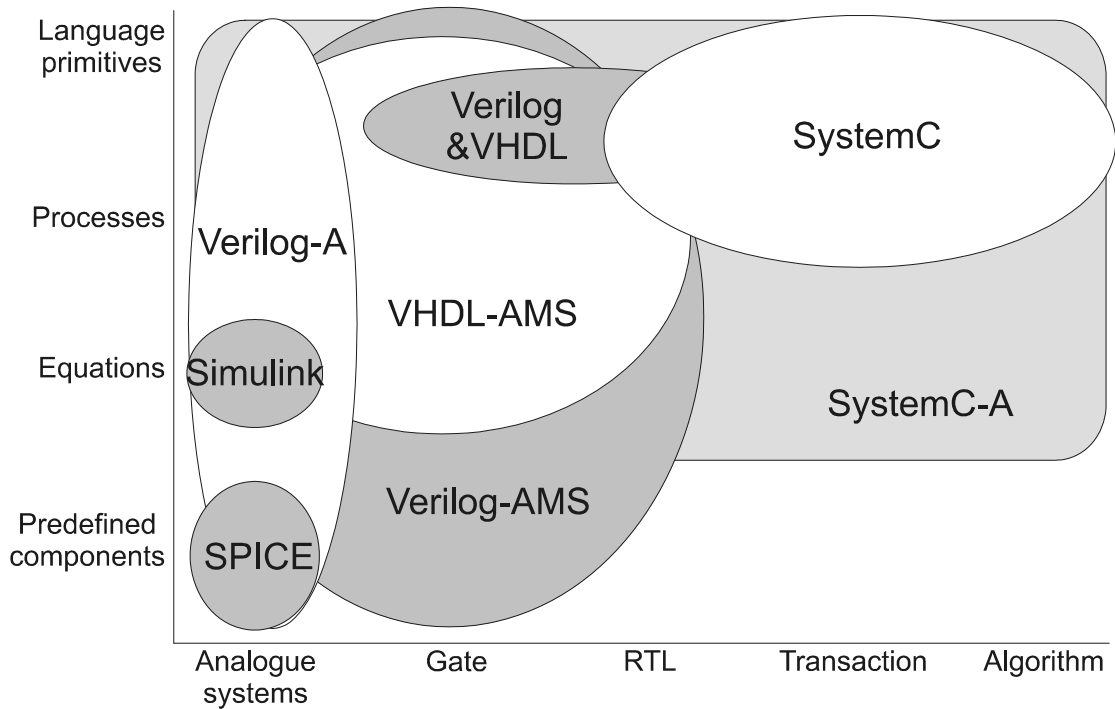 Language
primitives
Verilog
&VHDL
SystemC
Processes
Verilog-A
VHDL-AMS
Equations
Simulink
SystemC-A
Verilog-AMS
Predefined
components
SPICE
Analogue
systems
Gate
RTL
Transaction
Algorithm